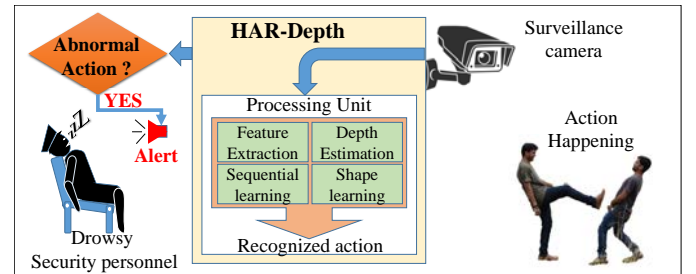 Abnormal
Action ?
YES
Alert
zzZ
Drowsy
Security personnel
HAR-Depth
Processing Unit
Feature
Extraction
Depth
Estimation
Sequential
learning
Shape
learning
Recognized action
Surveillance
camera
Action
Happening